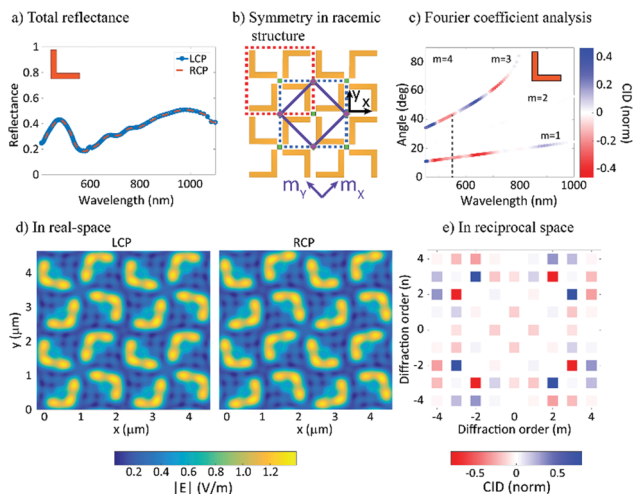 a) Total reflectance
b) Symmetry in racemic
structure
c) Fourier coefficient analysis
Reflectance
1
0.8
0.6
0.4
0.2
0
LCP
RCP
600
800
1000
Wavelength (nm)
y
x
mY
mX
Angle (deg)
80
60
40
20
0
m=4
m=3
m=2
m=1
400
600
800
1000
Wavelength (nm)
CID (norm)
0.4
0.2
0
-0.2
-0.4
d) In real-space
LCP
RCP
y (μm)
4
3
2
1
0
0
1
2
3
4
x (μm)
0
1
2
3
4
x (μm)
0.2
0.4
0.6
0.8
1.0
1.2
|E| (V/m)
e) In reciprocal space
Diffraction order (n)
4
2
0
-2
-4
-4
-2
0
2
4
Diffraction order (m)
-0.5
0
0.5
CID (norm)